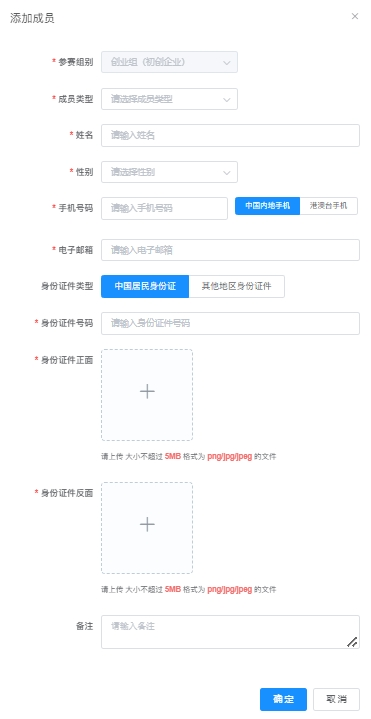 添加成员
×
* 参赛组别 创业组（初创企业）
* 成员类型 请选择成员类型
* 姓名 请输入姓名
* 性别 请选择性别
* 手机号码 请输入手机号码 中国内地手机 港澳台手机
* 电子邮箱 请输入电子邮箱
身份证件类型 中国居民身份证 其他地区身份证件
* 身份证件号码 请输入身份证件号码
* 身份证件正面
请上传 大小不超过 5MB 格式为 png/jpg/jpeg 的文件
* 身份证件反面
请上传 大小不超过 5MB 格式为 png/jpg/jpeg 的文件
备注 请输入备注
确定 取消